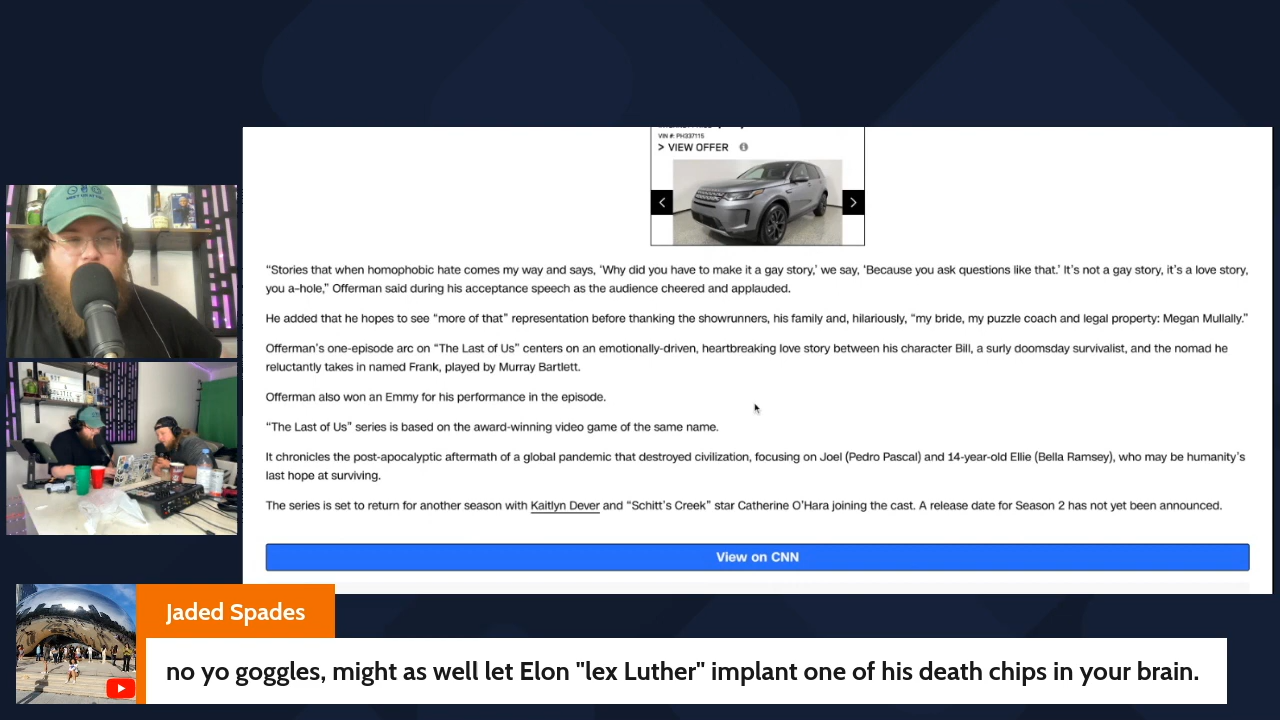 VIN #: PH337115
> VIEW OFFER
“Stories that when homophobic hate comes my way and says, ‘Why did you have to make it a gay story,’ we say, ‘Because you ask questions like that.’ It’s not a gay story, it’s a love story,
you a-hole,” Offerman said during his acceptance speech as the audience cheered and applauded.
He added that he hopes to see “more of that” representation before thanking the showrunners, his family and, hilariously, “my bride, my puzzle coach and legal property: Megan Mullally.”
Offerman’s one-episode arc on “The Last of Us” centers on an emotionally-driven, heartbreaking love story between his character Bill, a surly doomsday survivalist, and the nomad he
reluctantly takes in named Frank, played by Murray Bartlett.
Offerman also won an Emmy for his performance in the episode.
“The Last of Us” series is based on the award-winning video game of the same name.
It chronicles the post-apocalyptic aftermath of a global pandemic that destroyed civilization, focusing on Joel (Pedro Pascal) and 14-year-old Ellie (Bella Ramsey), who may be humanity’s
last hope at surviving.
The series is set to return for another season with Kaitlyn Dever and “Schitt’s Creek” star Catherine O’Hara joining the cast. A release date for Season 2 has not yet been announced.
View on CNN
Jaded Spades
no yo goggles, might as well let Elon "lex Luther" implant one of his death chips in your brain.